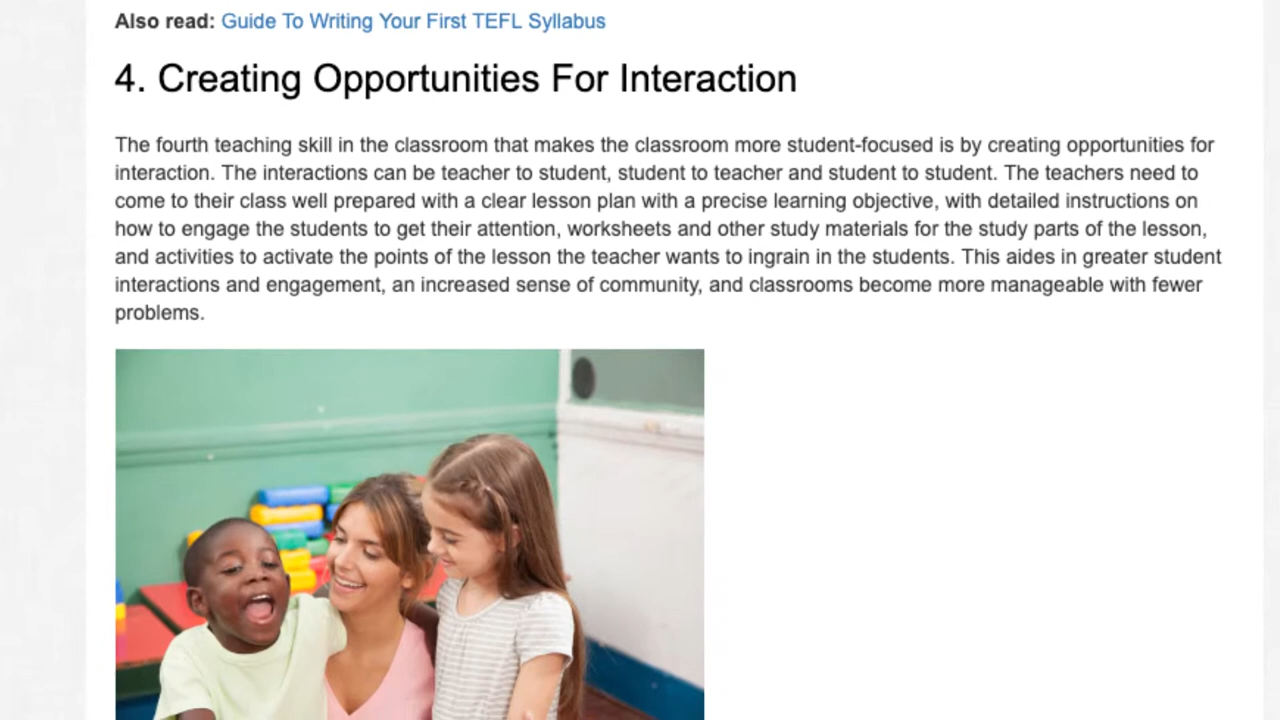 Also read: Guide To Writing Your First TEFL Syllabus
4. Creating Opportunities For Interaction
The fourth teaching skill in the classroom that makes the classroom more student-focused is by creating opportunities for
interaction. The interactions can be teacher to student, student to teacher and student to student. The teachers need to
come to their class well prepared with a clear lesson plan with a precise learning objective, with detailed instructions on
how to engage the students to get their attention, worksheets and other study materials for the study parts of the lesson,
and activities to activate the points of the lesson the teacher wants to ingrain in the students. This aides in greater student
interactions and engagement, an increased sense of community, and classrooms become more manageable with fewer
problems.